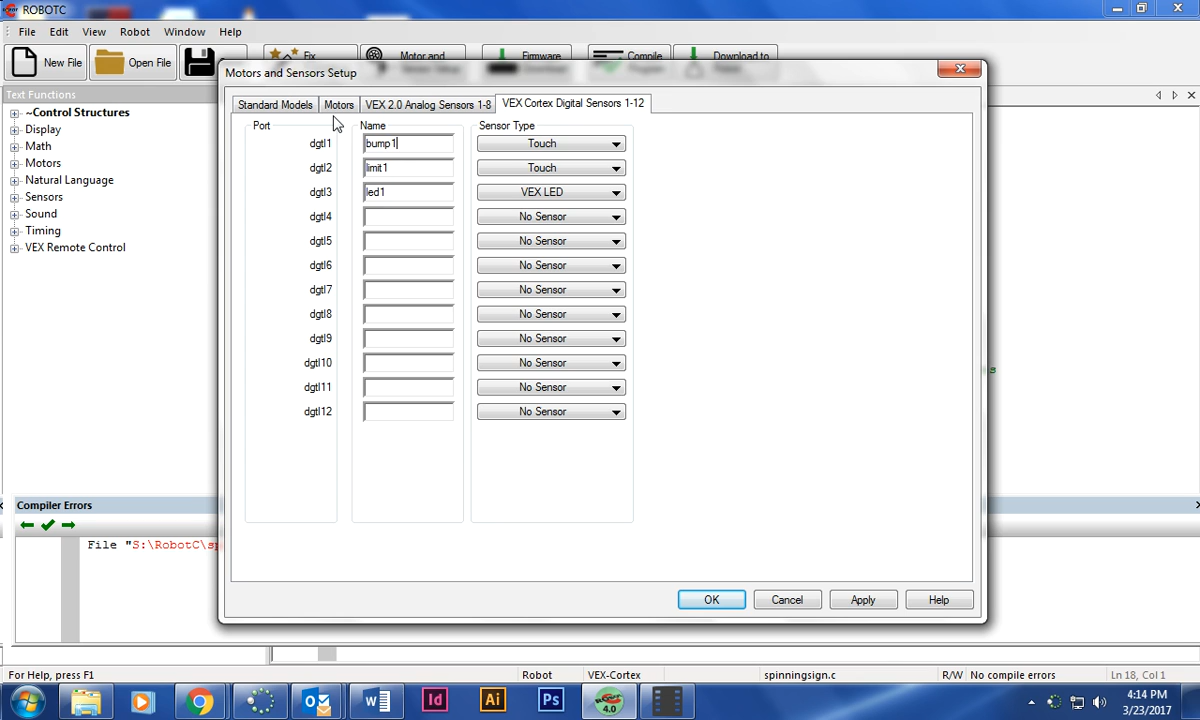 ROBOTC
File Edit View Robot Window Help
New File Open File Fix Motor and Firmware Compile Download to
Motors and Sensors Setup
Text Functions
Standard Models Motors VEX 2.0 Analog Sensors 1-8 VEX Cortex Digital Sensors 1-12
~Control Structures
Display
Math
Motors
Natural Language
Sensors
Sound
Timing
VEX Remote Control
Port Name Sensor Type
dgtl1 bump1 Touch
dgtl2 limit1 Touch
dgtl3 led1 VEX LED
dgtl4 No Sensor
dgtl5 No Sensor
dgtl6 No Sensor
dgtl7 No Sensor
dgtl8 No Sensor
dgtl9 No Sensor
dgtl10 No Sensor
dgtl11 No Sensor
dgtl12 No Sensor
s
Compiler Errors
File "S:\RobotC\sp
OK Cancel Apply Help
For Help, press F1 Robot VEX-Cortex spinningsign.c R/W No compile errors Ln 18, Col 1
W Id Ai Ps 4.0
4:14 PM
3/23/2017